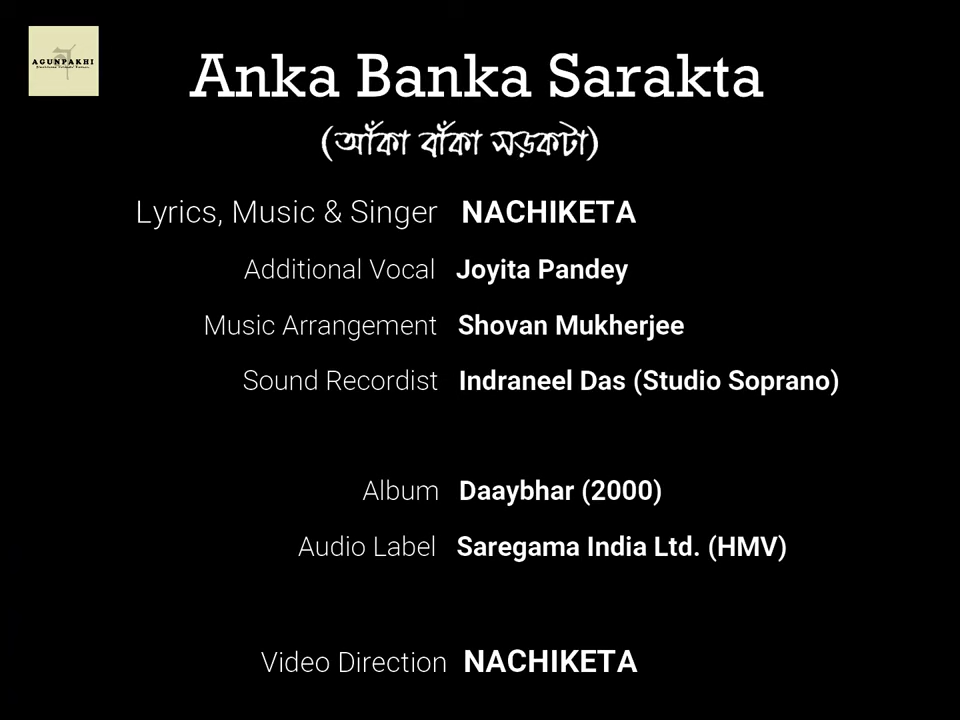 AGUNPAKHI
Anka Banka Sarakta
(আঁকা বাঁকা সড়কটা)
Lyrics, Music & Singer NACHIKETA
Additional Vocal Joyita Pandey
Music Arrangement Shovan Mukherjee
Sound Recordist Indraneel Das (Studio Soprano)
Album Daaybhar (2000)
Audio Label Saregama India Ltd. (HMV)
Video Direction NACHIKETA